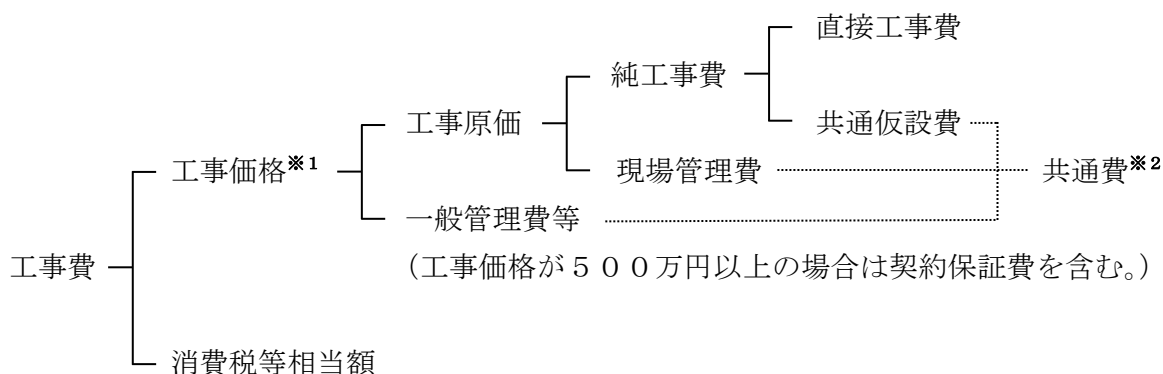 直接工事費
純工事費
工事原価
共通仮設費
工事価格※1
現場管理費
共通費※2
一般管理費等
工事費
（工事価格が５００万円以上の場合は契約保証費を含む。）
消費税等相当額